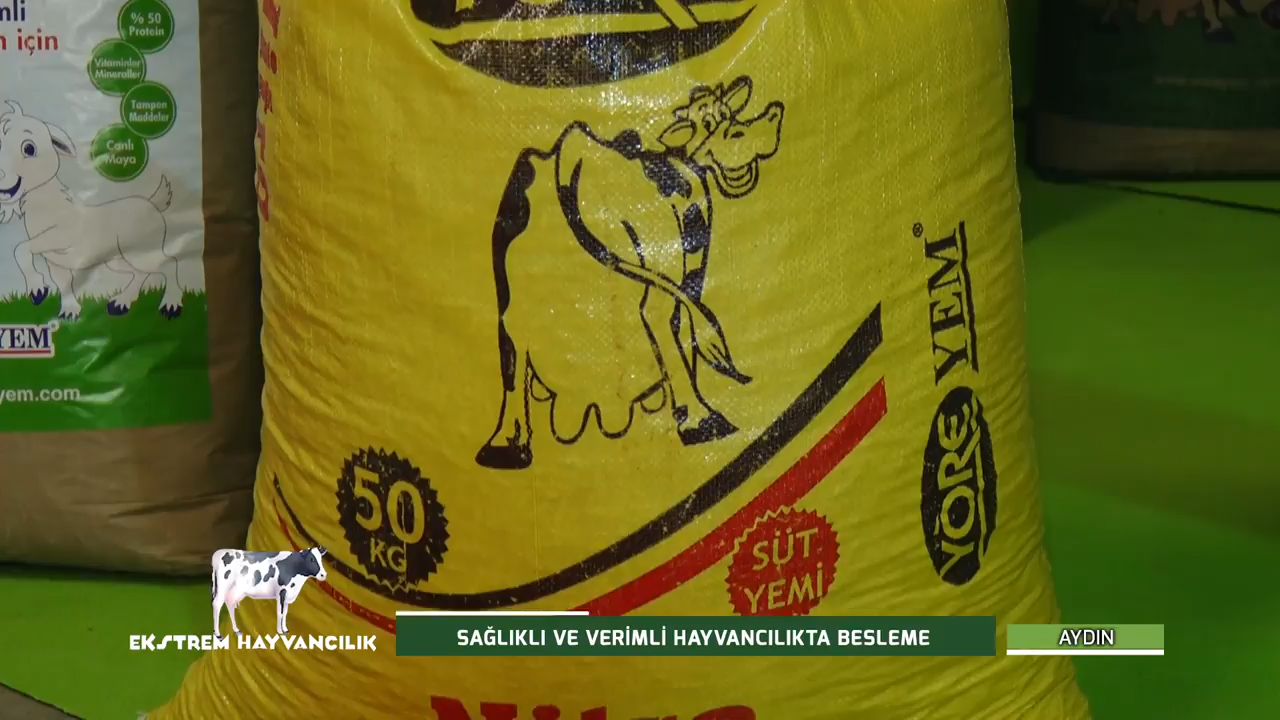 % 50
Protein
için
Vitaminler
Mineraller
Tampon
Maddeler
Canlı
Maya
YEM
yem.com
YÖRE YEM®
50
KG
SÜT
YEMİ
EKSTREM HAYVANCILIK
SAĞLIKLI VE VERİMLİ HAYVANCILIKTA BESLEME
AYDIN